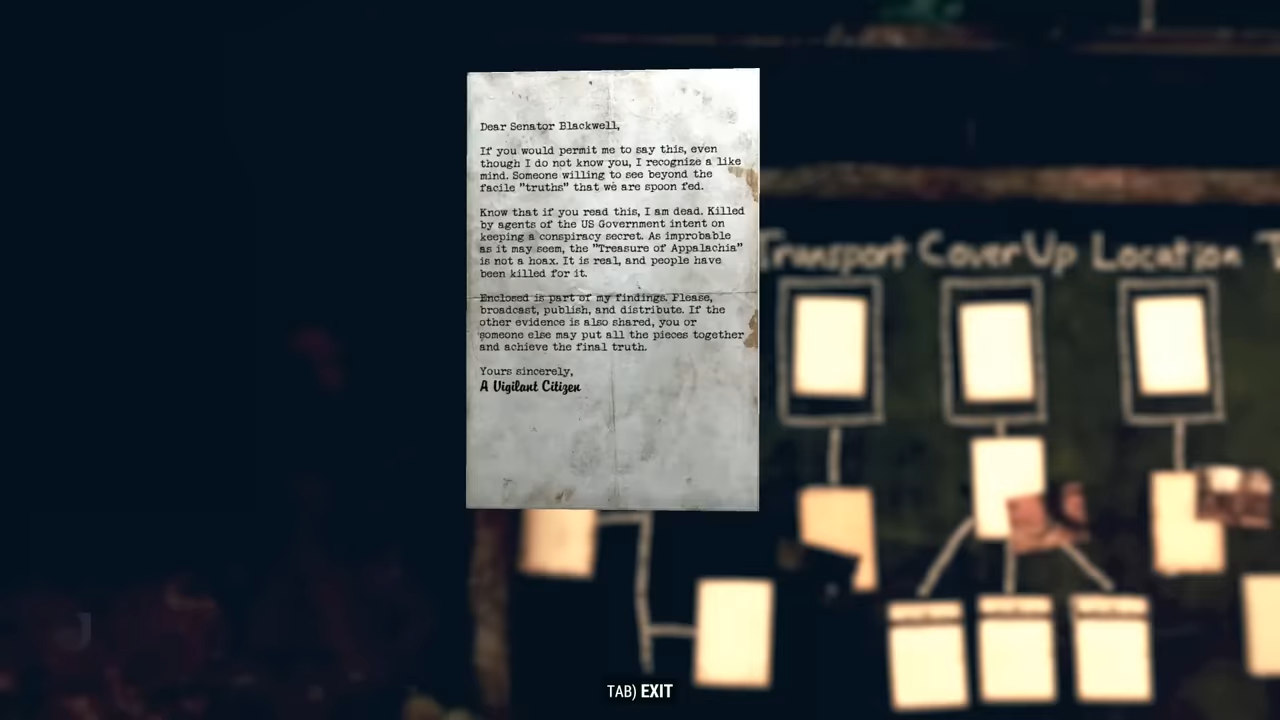 Dear Senator Blackwell,
If you would permit me to say this, even
though I do not know you, I recognize a like
mind. Someone willing to see beyond the
facile "truths" that we are spoon fed.
Know that if you read this, I am dead. Killed
by agents of the US Government intent on
keeping a conspiracy secret. As improbable
as it may seem, the "Treasure of Appalachia"
is not a hoax. It is real, and people have
been killed for it.
Enclosed is part of my findings. Please,
broadcast, publish, and distribute. If the
other evidence is also shared, you or
someone else may put all the pieces together
and achieve the final truth.
Yours sincerely,
A Vigilant Citizen
Transport Cover Up Location
TAB) EXIT